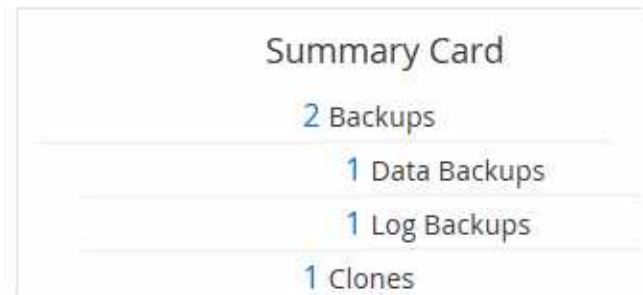 Summary Card
2 Backups
1 Data Backups
1 Log Backups
1 Clones